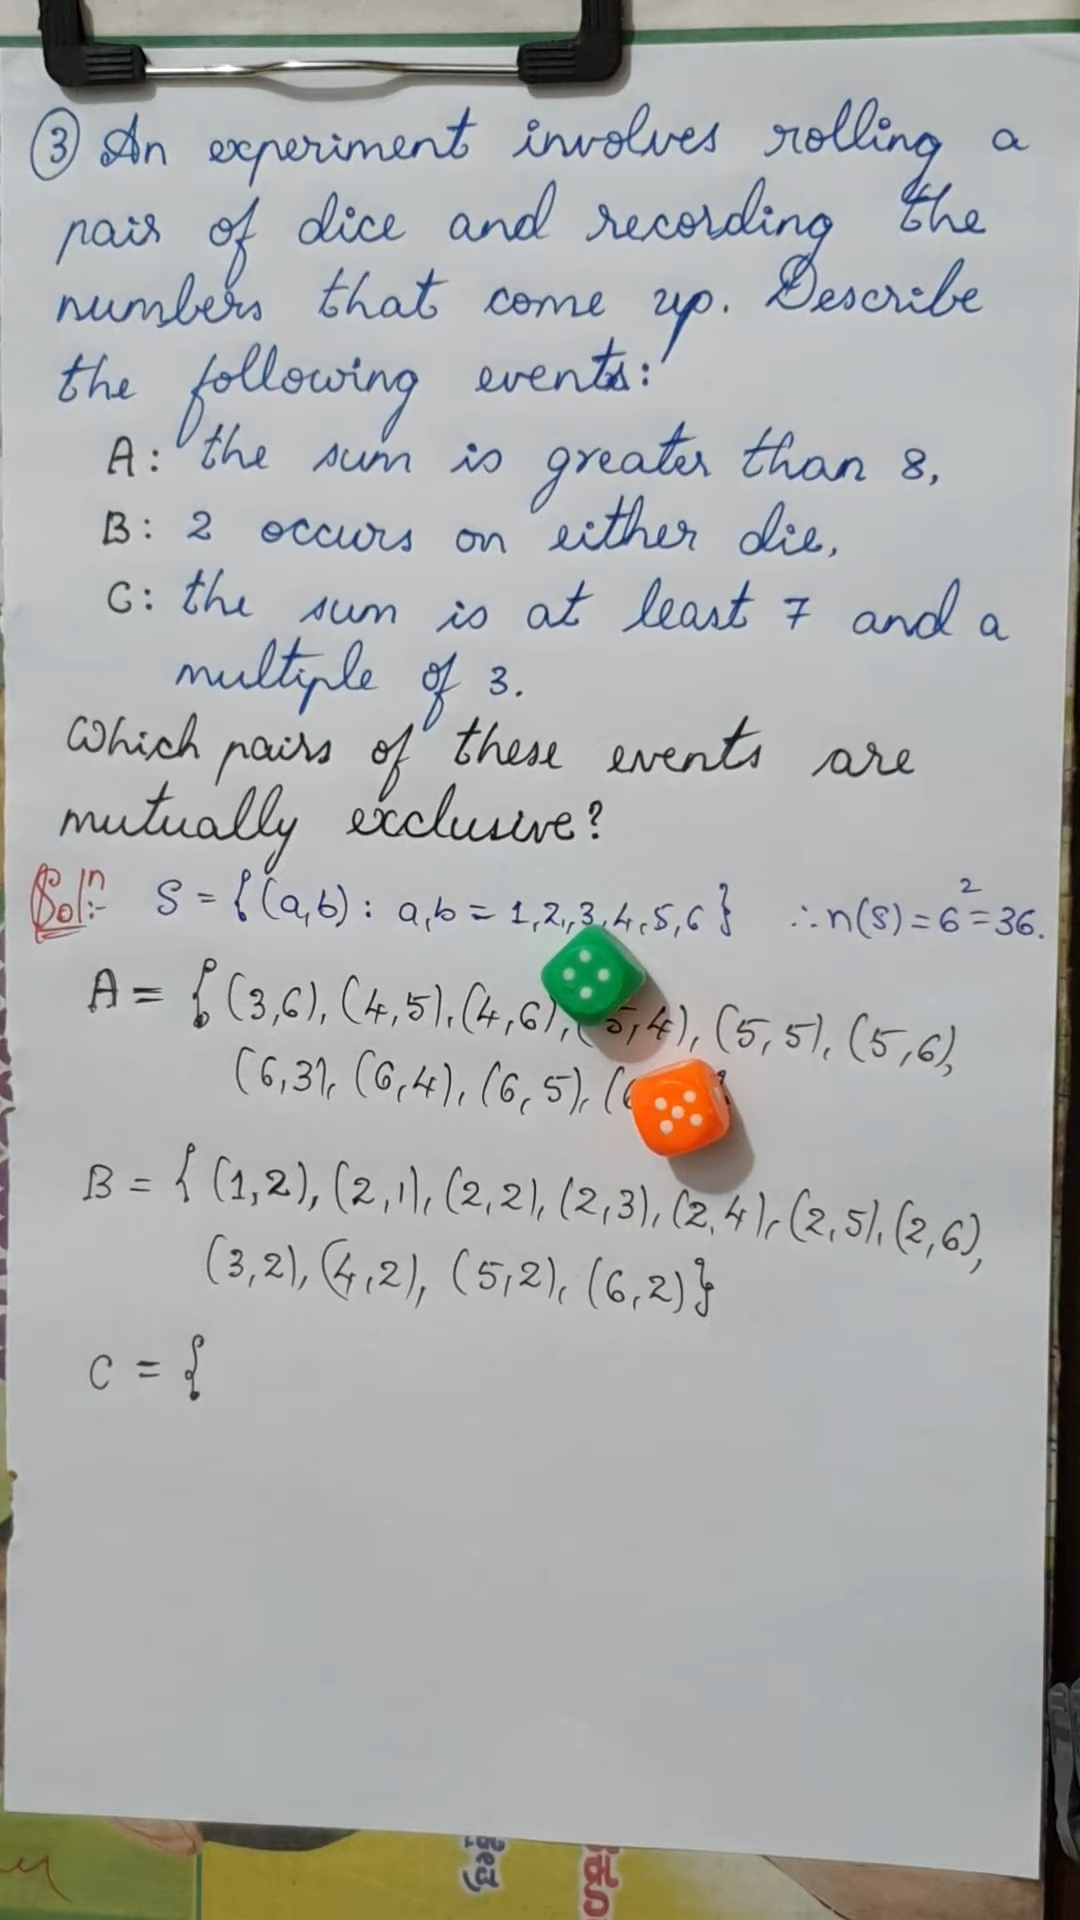 ③ An experiment involves rolling a
pair of dice and recording the
numbers that come up. Describe
the following events:
A: the sum is greater than 8,
B: 2 occurs on either die,
C: the sum is at least 7 and a
multiple of 3.
Which pairs of these events are
mutually exclusive?
Solⁿ:- S = {(a,b) : a,b = 1,2,3,4,5,6} ∴ n(S) = 6² = 36.
A = {(3,6), (4,5), (4,6), (5,4), (5,5), (5,6),
(6,3), (6,4), (6,5), (6
B = {(1,2), (2,1), (2,2), (2,3), (2,4), (2,5), (2,6),
(3,2), (4,2), (5,2), (6,2)}
C = {